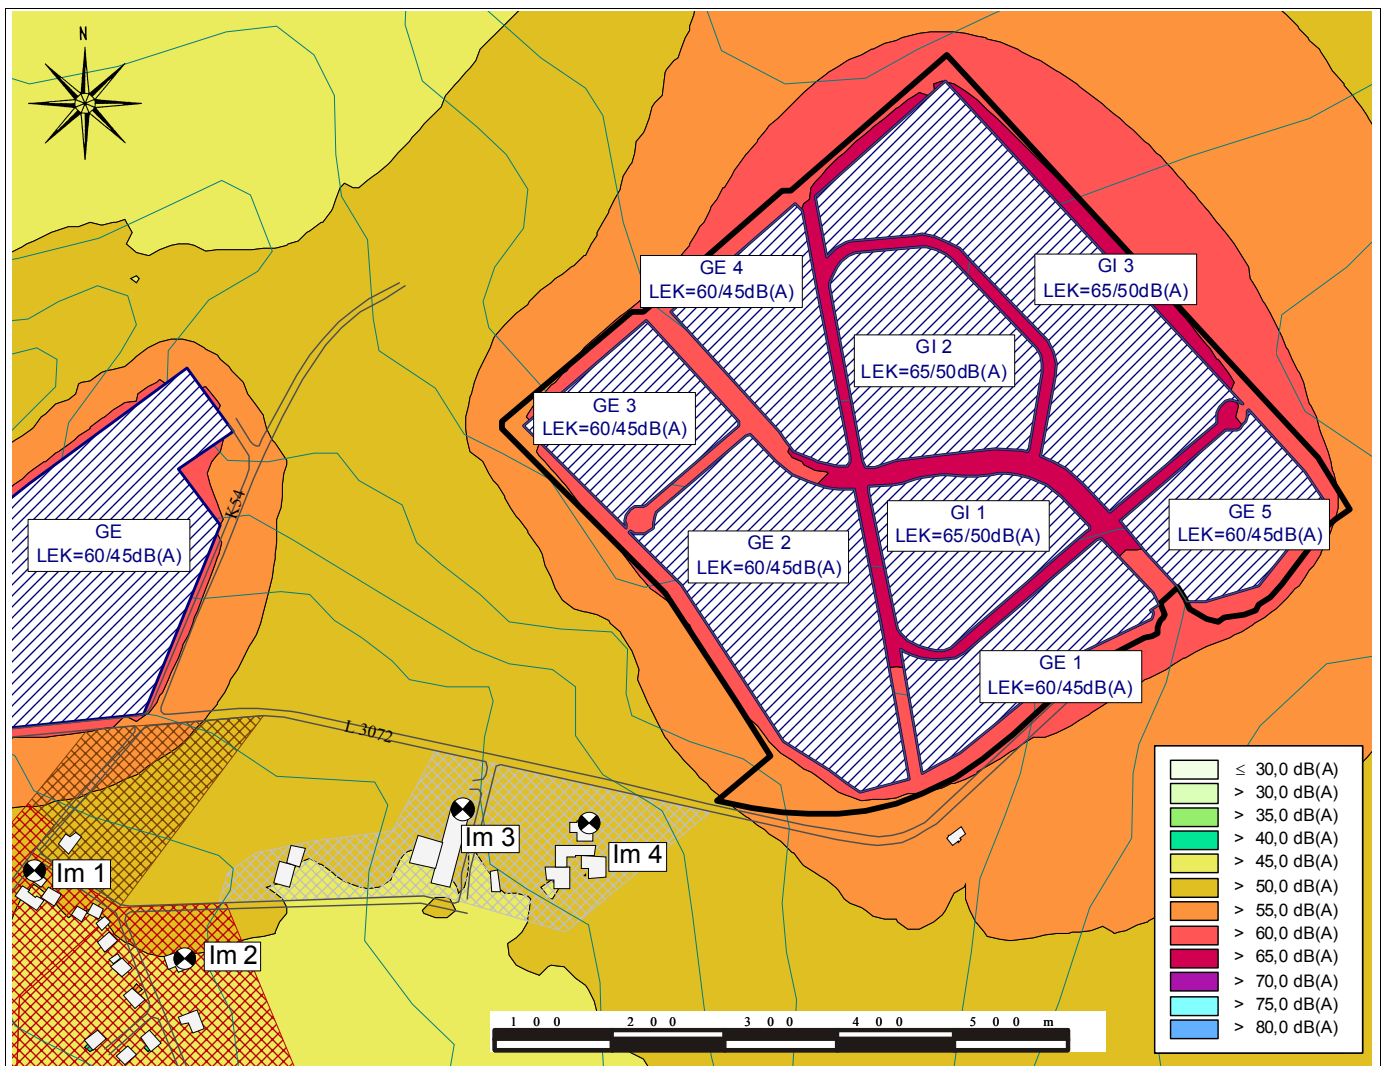 N
GE 4
LEK=60/45dB(A)
GI 3
LEK=65/50dB(A)
GI 2
LEK=65/50dB(A)
GE 3
LEK=60/45dB(A)
K54
GE
LEK=60/45dB(A)
GE 2
LEK=60/45dB(A)
GI 1
LEK=65/50dB(A)
GE 5
LEK=60/45dB(A)
GE 1
LEK=60/45dB(A)
L 3072
Im 1
Im 2
Im 3
Im 4
≤ 30,0 dB(A)
> 30,0 dB(A)
> 35,0 dB(A)
> 40,0 dB(A)
> 45,0 dB(A)
> 50,0 dB(A)
> 55,0 dB(A)
> 60,0 dB(A)
> 65,0 dB(A)
> 70,0 dB(A)
> 75,0 dB(A)
> 80,0 dB(A)
100 200 300 400 500 m